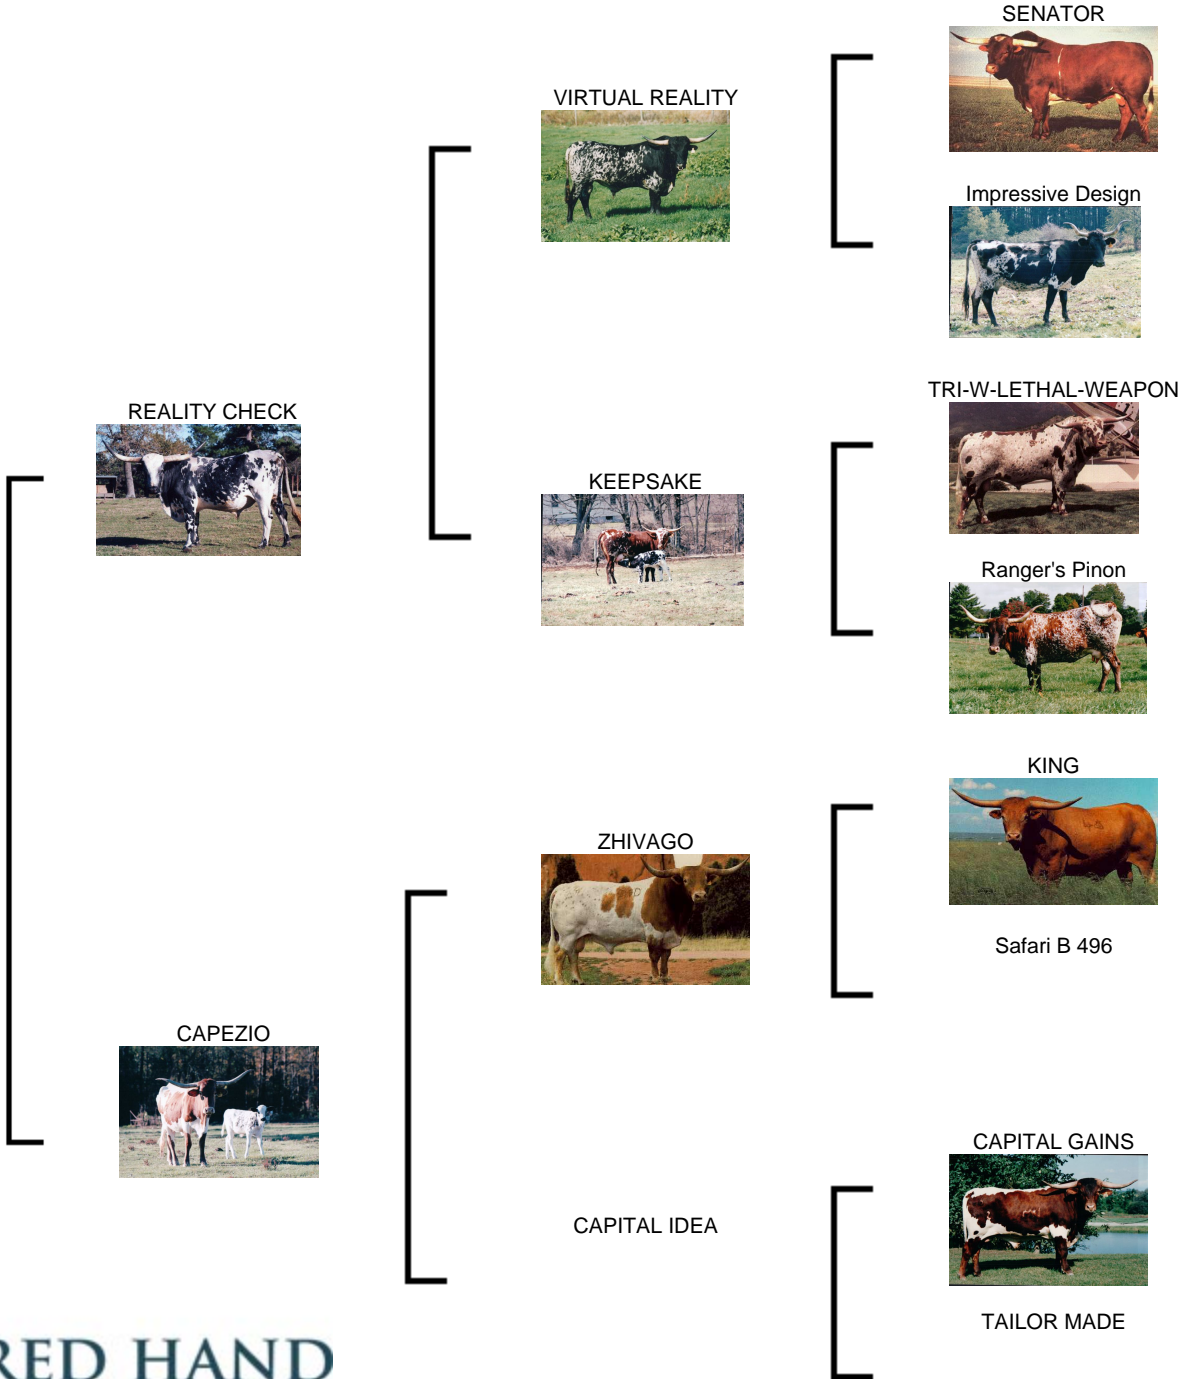 SENATOR
VIRTUAL REALITY
Impressive Design
TRI-W-LETHAL-WEAPON
REALITY CHECK
KEEPSAKE
Ranger's Pinon
KING
ZHIVAGO
Safari B 496
CAPEZIO
CAPITAL GAINS
CAPITAL IDEA
TAILOR MADE
RED HAND